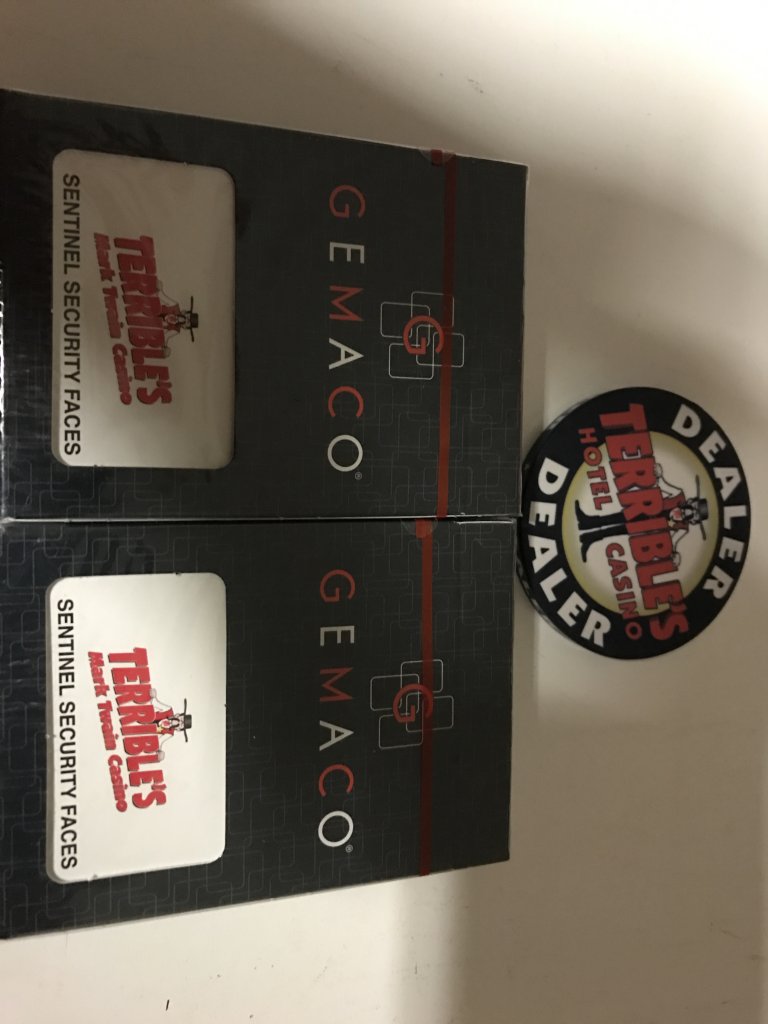 GEMACO®
G
TERRIBLE'S
Mark Twain Casino
SENTINEL SECURITY FACES
GEMACO®
G
TERRIBLE'S
Mark Twain Casino
SENTINEL SECURITY FACES
DEALER
TERRIBLE'S
HOTEL CASINO
DEALER